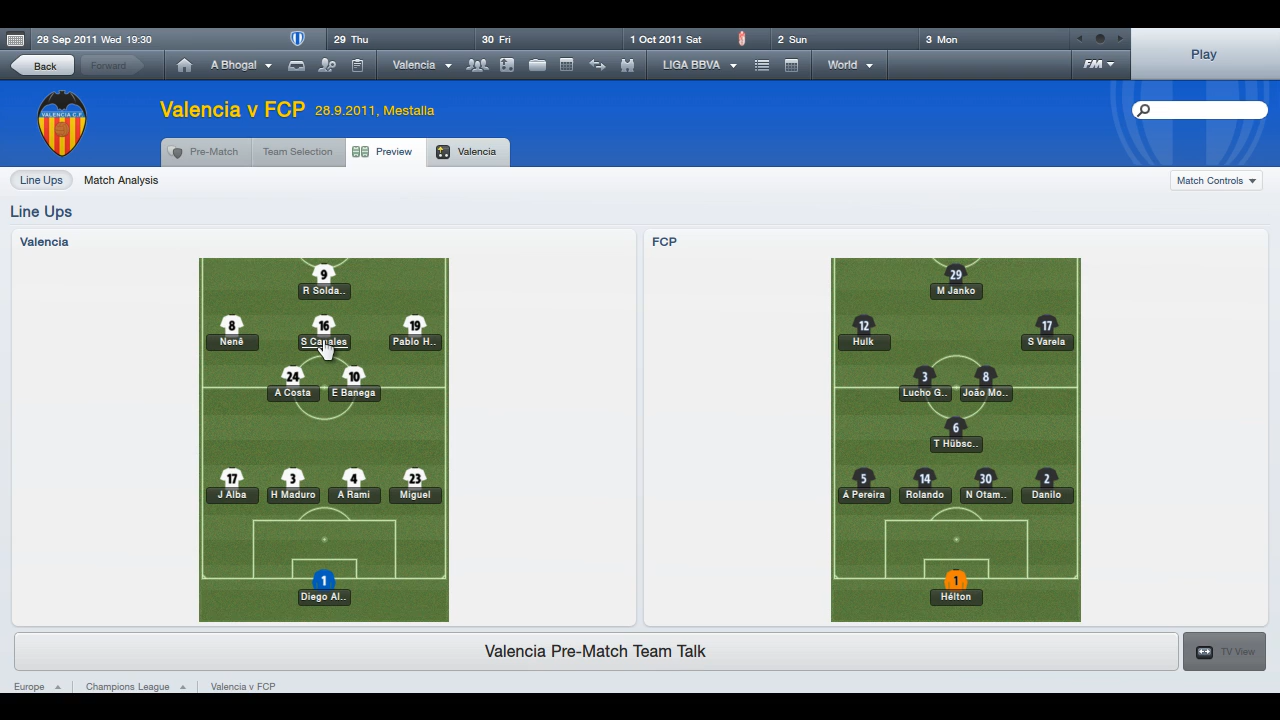 28 Sep 2011 Wed 19:30
29 Thu
30 Fri
1 Oct 2011 Sat
2 Sun
3 Mon
Play
Back
Forward
A Bhogal
Valencia
LIGA BBVA
World
FM
VALENCIA C.F
Valencia v FCP
28.9.2011, Mestalla
Pre-Match
Team Selection
Preview
Valencia
Line Ups
Match Analysis
Match Controls
Line Ups
Valencia
9
R Solda..
8
Nenê
16
S Canales
19
Pablo H..
24
A Costa
10
E Banega
17
J Alba
3
H Maduro
4
A Rami
23
Miguel
1
Diego Al..
FCP
29
M Janko
12
Hulk
17
S Varela
3
Lucho G..
8
João Mo..
6
T Hübsc..
5
Á Pereira
14
Rolando
30
N Otam..
2
Danilo
1
Hélton
Valencia Pre-Match Team Talk
TV View
Europe
Champions League
Valencia v FCP